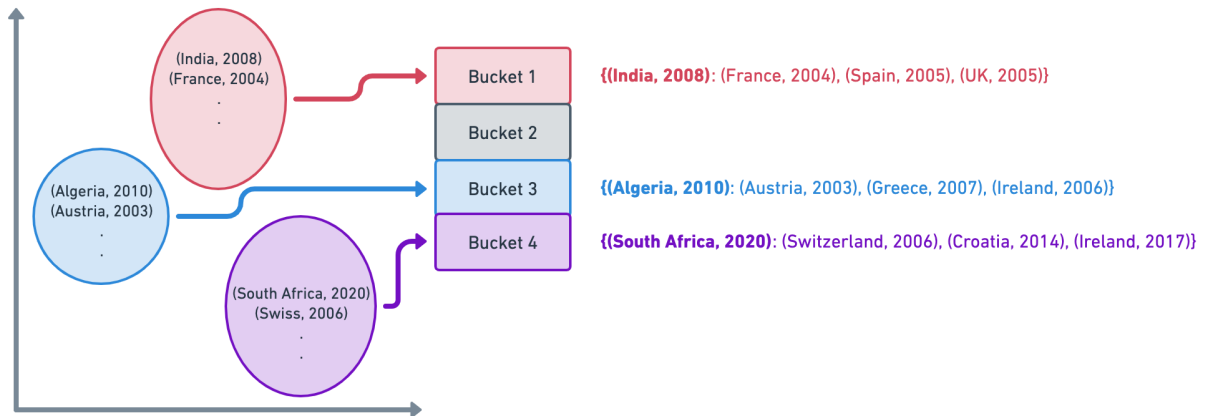 (India, 2008)
(France, 2004)
.
.
Bucket 1
{(India, 2008): (France, 2004), (Spain, 2005), (UK, 2005)}
Bucket 2
(Algeria, 2010)
(Austria, 2003)
.
.
Bucket 3
{(Algeria, 2010): (Austria, 2003), (Greece, 2007), (Ireland, 2006)}
Bucket 4
{(South Africa, 2020): (Switzerland, 2006), (Croatia, 2014), (Ireland, 2017)}
(South Africa, 2020)
(Swiss, 2006)
.
.